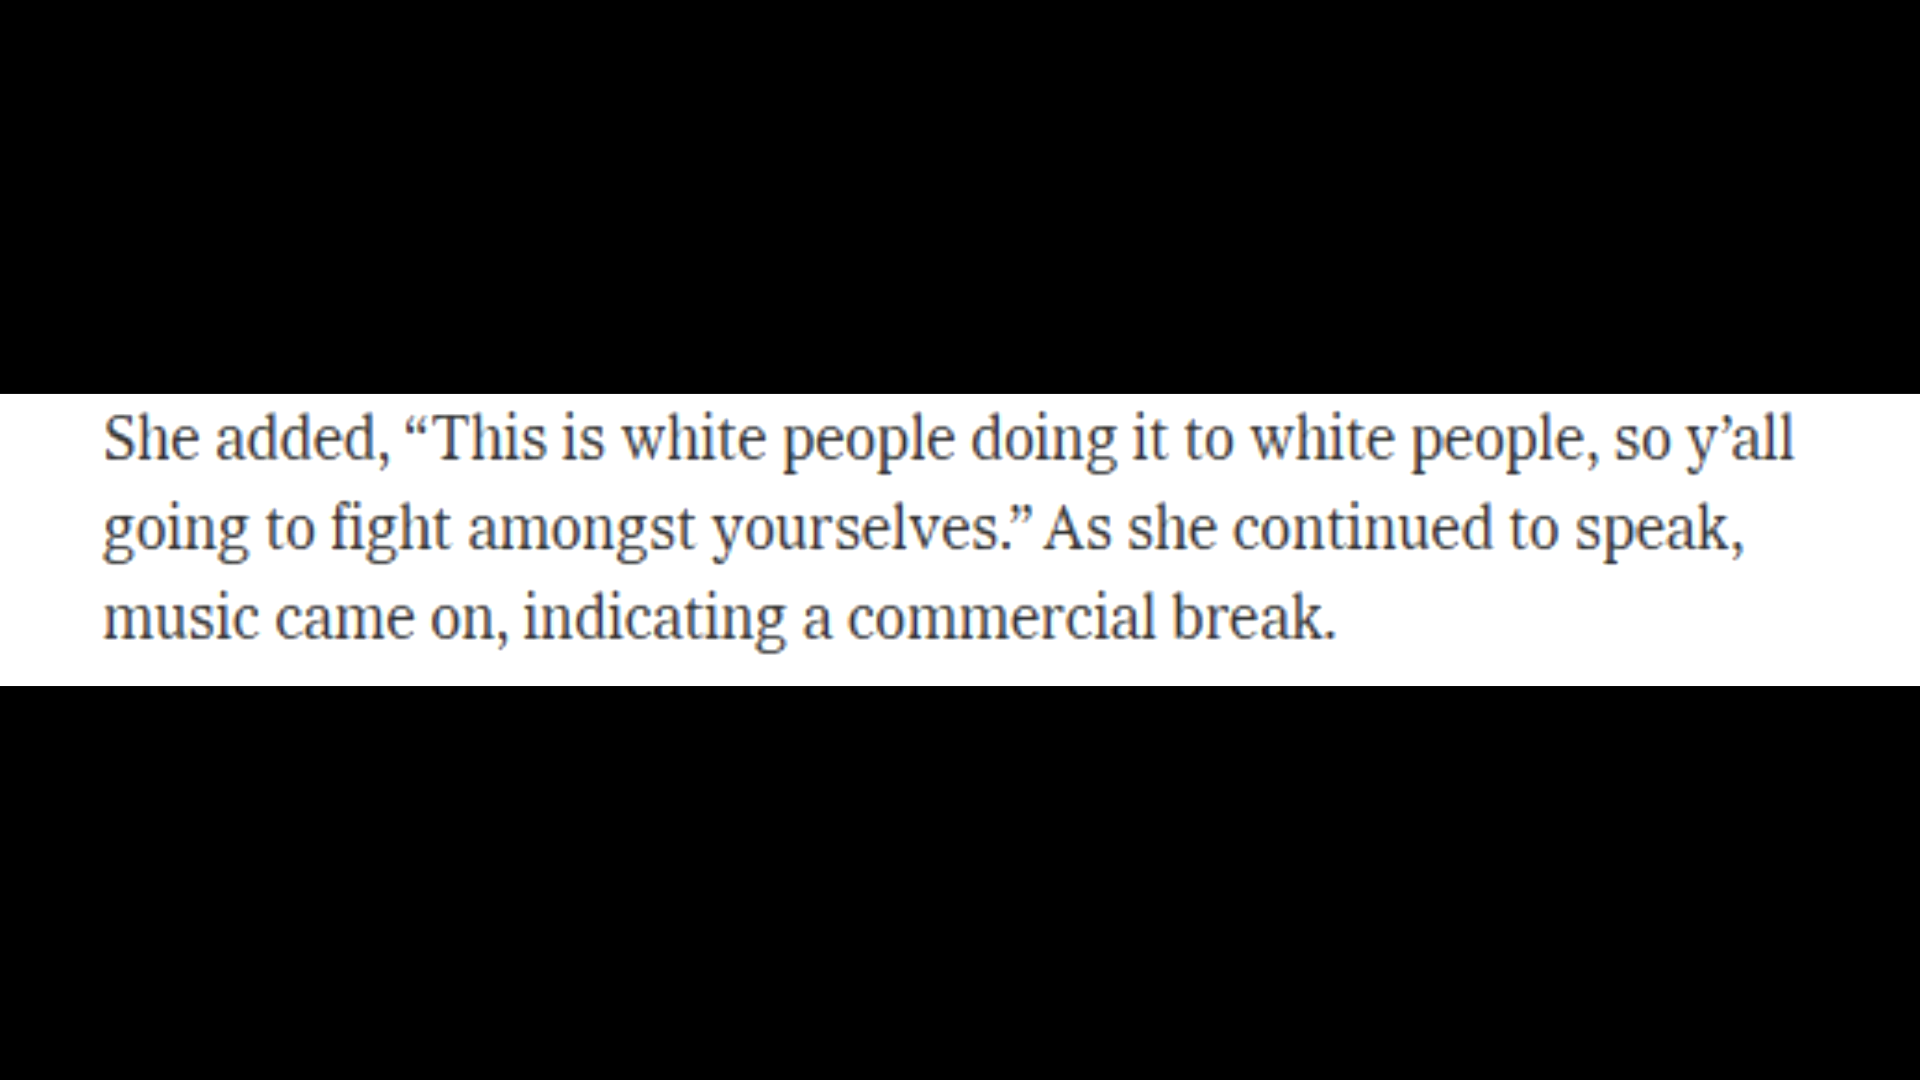 She added, “This is white people doing it to white people, so y’all
going to fight amongst yourselves.” As she continued to speak,
music came on, indicating a commercial break.